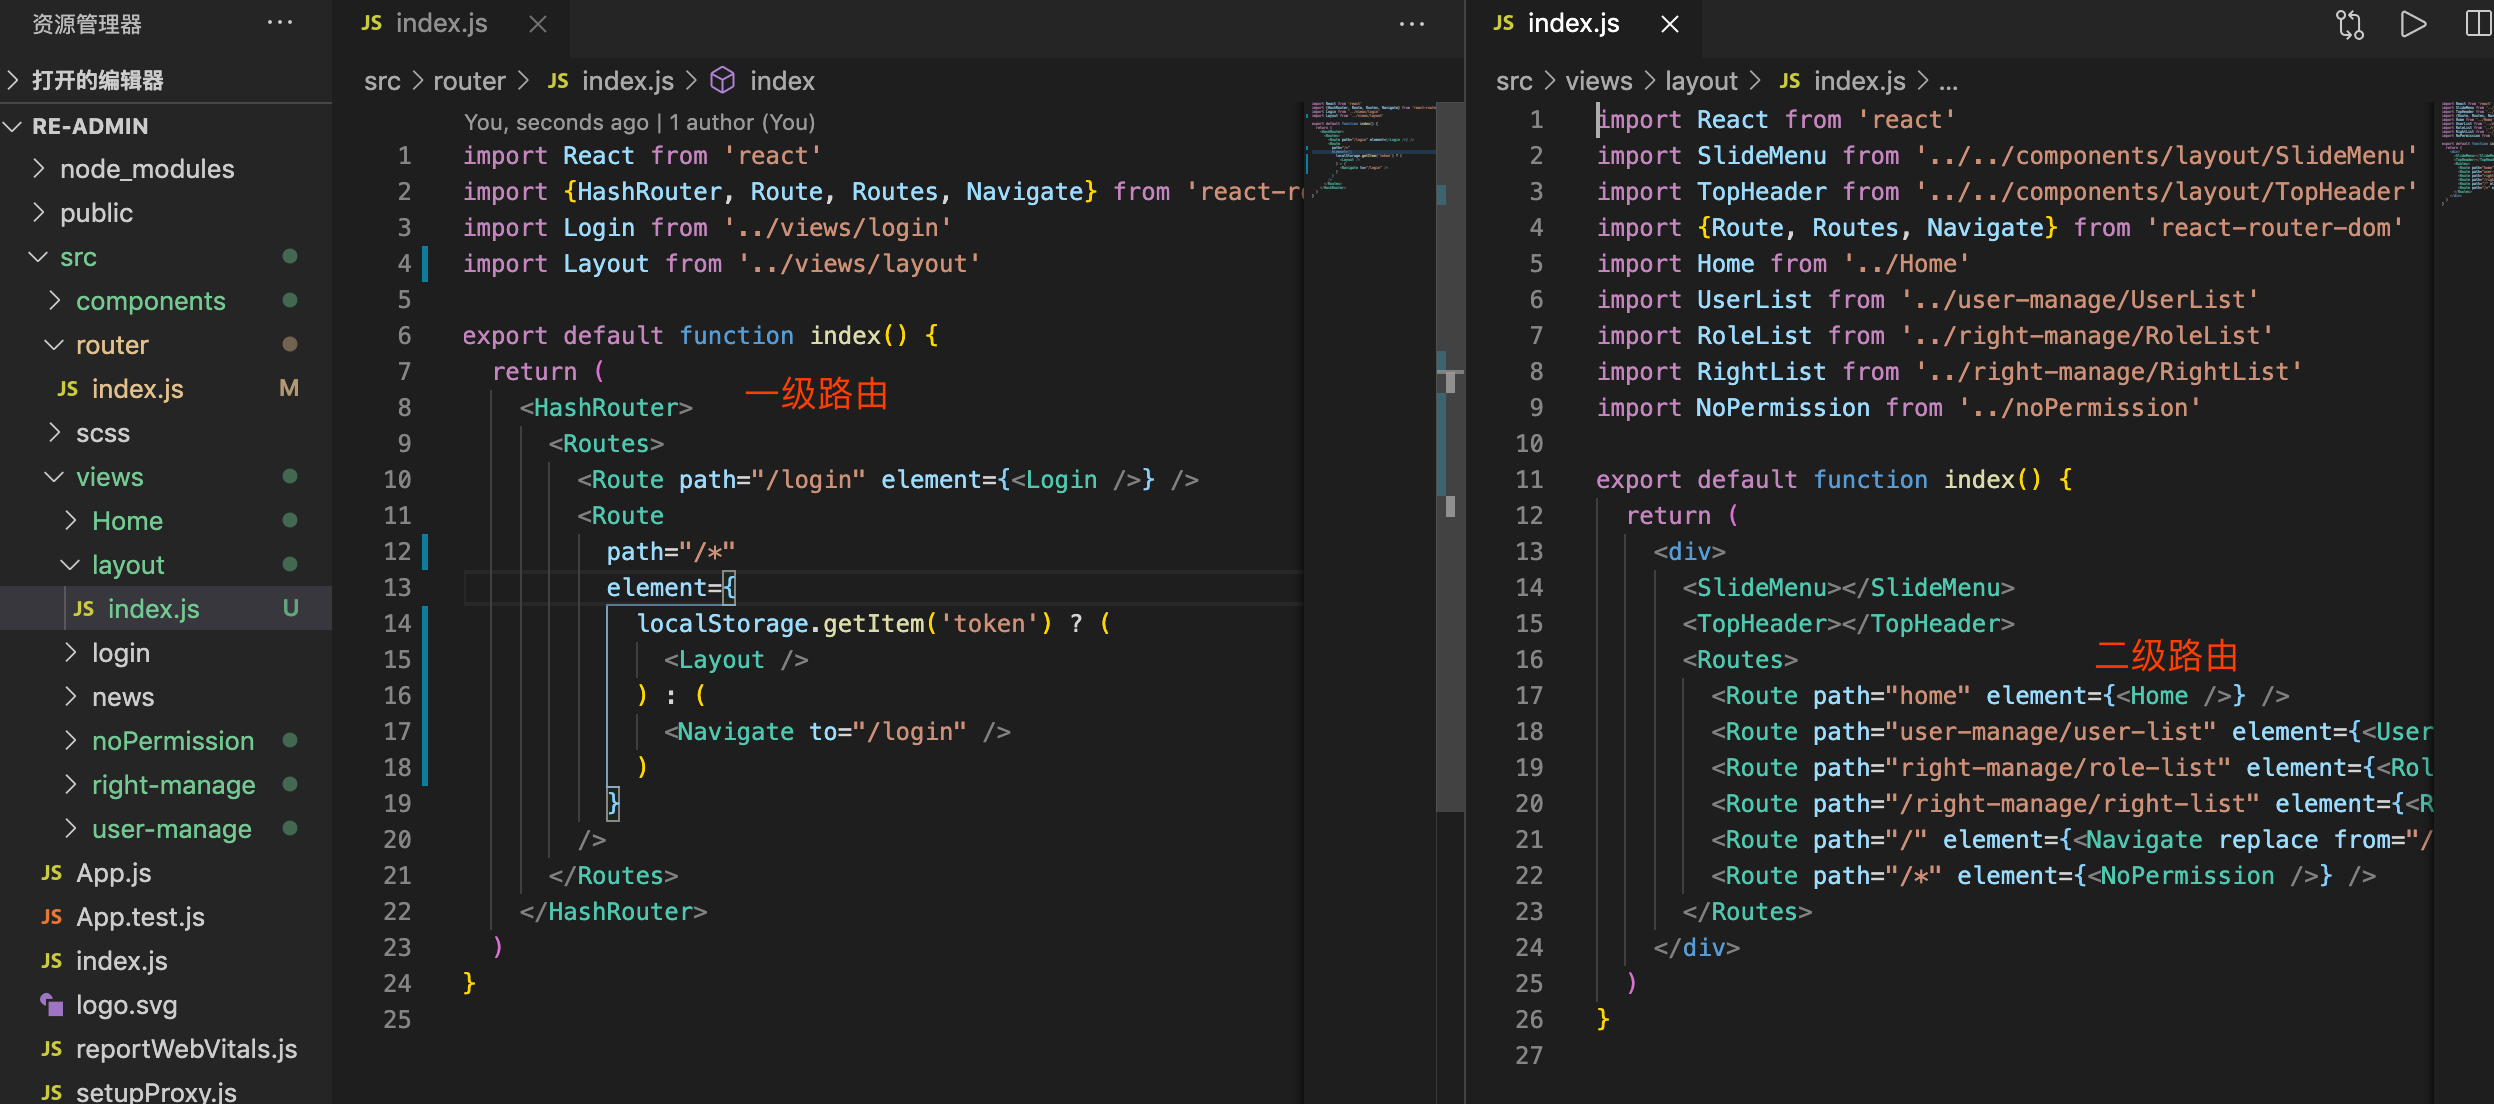 资源管理器 ···
打开的编辑器
RE-ADMIN
node_modules
public
src
components
router
JS index.js M
scss
views
Home
layout
JS index.js U
login
news
noPermission
right-manage
user-manage
JS App.js
JS App.test.js
JS index.js
logo.svg
JS reportWebVitals.js
JS setupProxy.js
JS index.js ···
src > router > JS index.js > index
You, seconds ago | 1 author (You)
1 import React from 'react'
2 import {HashRouter, Route, Routes, Navigate} from 'react-r
3 import Login from '../views/login'
4 import Layout from '../views/layout'
5
6 export default function index() {
7 return (
一级路由
8 <HashRouter>
9 <Routes>
10 <Route path="/login" element={<Login />} />
11 <Route
12 path="/*"
13 element={
14 localStorage.getItem('token') ? (
15 <Layout />
16 ) : (
17 <Navigate to="/login" />
18 )
19 }
20 />
21 </Routes>
22 </HashRouter>
23 )
24 }
25
JS index.js
src > views > layout > JS index.js > ...
1 import React from 'react'
2 import SlideMenu from '../../components/layout/SlideMenu'
3 import TopHeader from '../../components/layout/TopHeader'
4 import {Route, Routes, Navigate} from 'react-router-dom'
5 import Home from '../Home'
6 import UserList from '../user-manage/UserList'
7 import RoleList from '../right-manage/RoleList'
8 import RightList from '../right-manage/RightList'
9 import NoPermission from '../noPermission'
10
11 export default function index() {
12 return (
13 <div>
14 <SlideMenu></SlideMenu>
15 <TopHeader></TopHeader>
16 <Routes>
二级路由
17 <Route path="home" element={<Home />} />
18 <Route path="user-manage/user-list" element={<User
19 <Route path="right-manage/role-list" element={<Rol
20 <Route path="/right-manage/right-list" element={<R
21 <Route path="/" element={<Navigate replace from="/
22 <Route path="/*" element={<NoPermission />} />
23 </Routes>
24 </div>
25 )
26 }
27